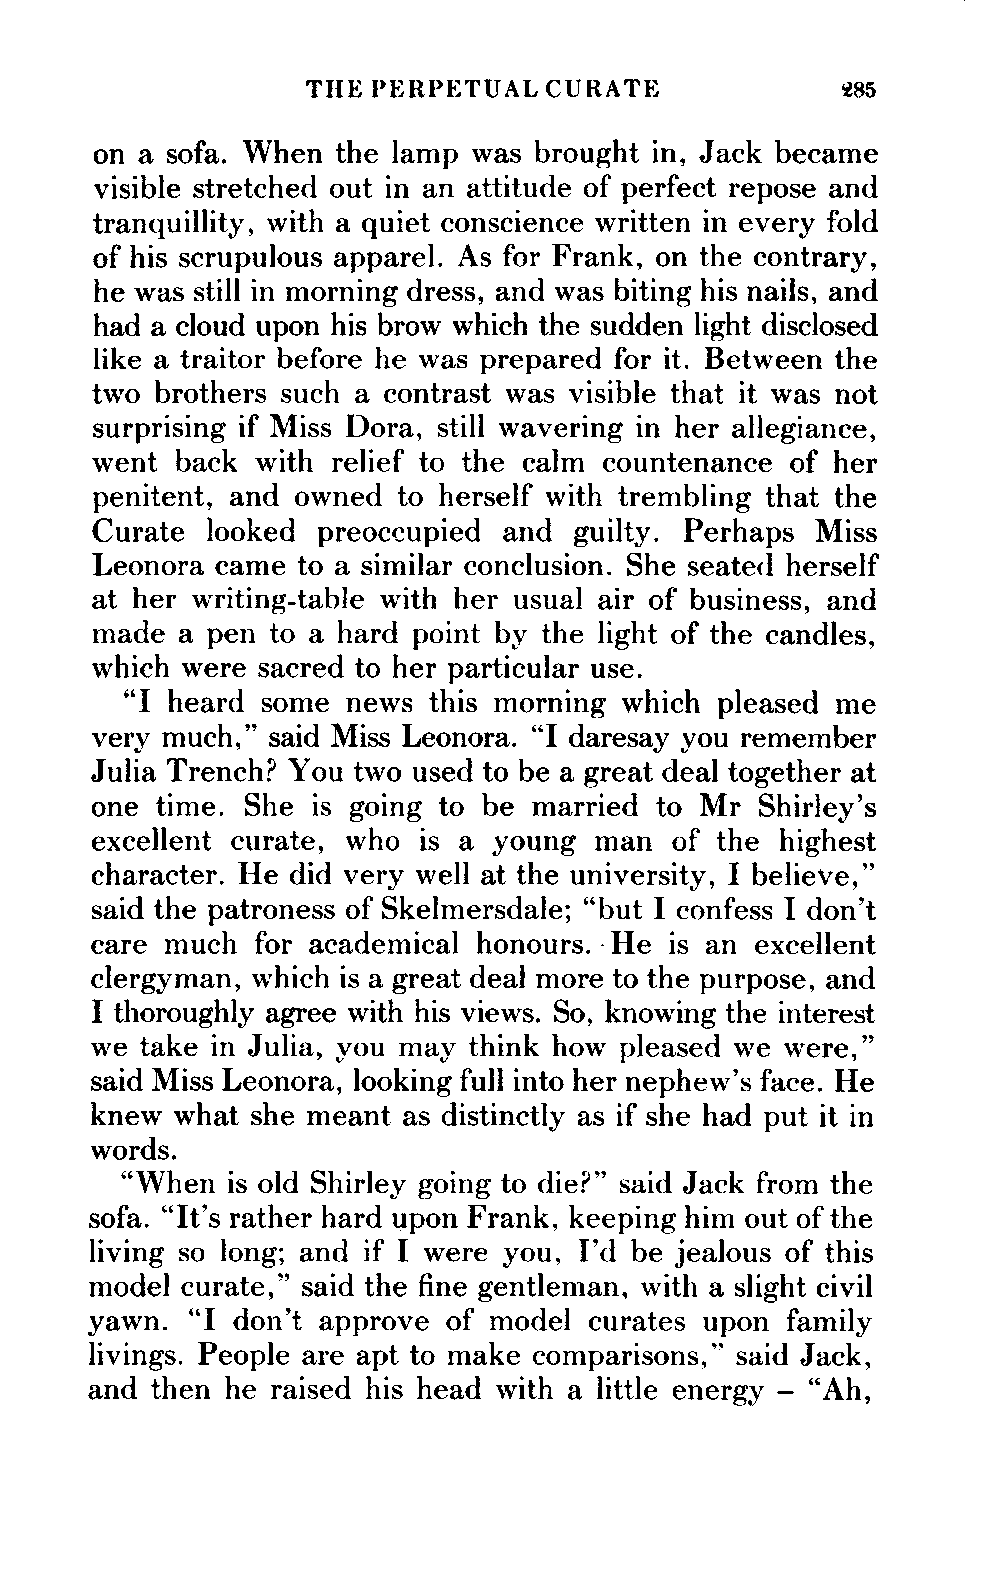 THE PERPETUAL CURATE 285
on a sofa. When the lamp was brought in, Jack became
visible stretched out in an attitude of perfect repose and
tranquillity, with a quiet conscience written in every fold
of his scrupulous apparel. As for Frank, on the contrary,
he was still in morning dress, and was biting his nails, and
had a cloud upon his brow which the sudden light disclosed
like a traitor before he was prepared for it. Between the
two brothers such a contrast was visible that it was not
surprising if Miss Dora, still wavering in her allegiance,
went back with relief to the calm countenance of her
penitent, and owned to herself with trembling that the
Curate looked preoccupied and guilty. Perhaps Miss
Leonora came to a similar conclusion. She seated herself
at her writing-table with her usual air of business, and
made a pen to a hard point by the light of the candles,
which were sacred to her particular use.
“I heard some news this morning which pleased me
very much,” said Miss Leonora. “I daresay you remember
Julia Trench? You two used to be a great deal together at
one time. She is going to be married to Mr Shirley’s
excellent curate, who is a young man of the highest
character. He did very well at the university, I believe,”
said the patroness of Skelmersdale; “but I confess I don’t
care much for academical honours. He is an excellent
clergyman, which is a great deal more to the purpose, and
I thoroughly agree with his views. So, knowing the interest
we take in Julia, you may think how pleased we were,”
said Miss Leonora, looking full into her nephew’s face. He
knew what she meant as distinctly as if she had put it in
words.
“When is old Shirley going to die?” said Jack from the
sofa. “It’s rather hard upon Frank, keeping him out of the
living so long; and if I were you, I’d be jealous of this
model curate,” said the fine gentleman, with a slight civil
yawn. “I don’t approve of model curates upon family
livings. People are apt to make comparisons,” said Jack,
and then he raised his head with a little energy – “Ah,